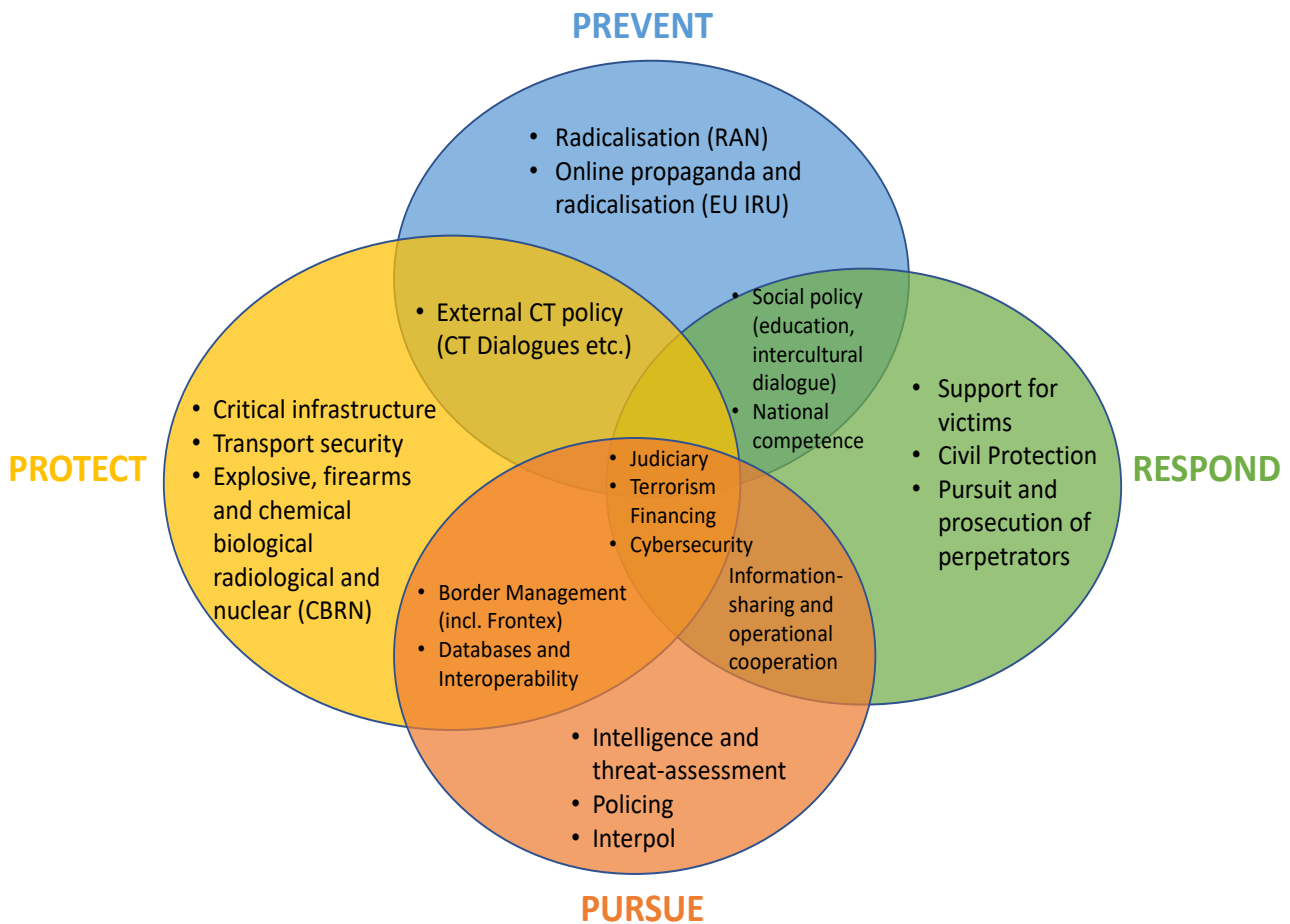 PREVENT
• Radicalisation (RAN)
• Online propaganda and
radicalisation (EU IRU)
• External CT policy
(CT Dialogues etc.)
• Social policy
(education,
intercultural
dialogue)
• National
competence
PROTECT
• Critical infrastructure
• Transport security
• Explosive, firearms
and chemical
biological
radiological and
nuclear (CBRN)
• Judiciary
• Terrorism
Financing
• Cybersecurity
• Support for
victims
• Civil Protection
• Pursuit and
prosecution of
perpetrators
RESPOND
• Border Management
(incl. Frontex)
• Databases and
Interoperability
Information-
sharing and
operational
cooperation
• Intelligence and
threat-assessment
• Policing
• Interpol
PURSUE